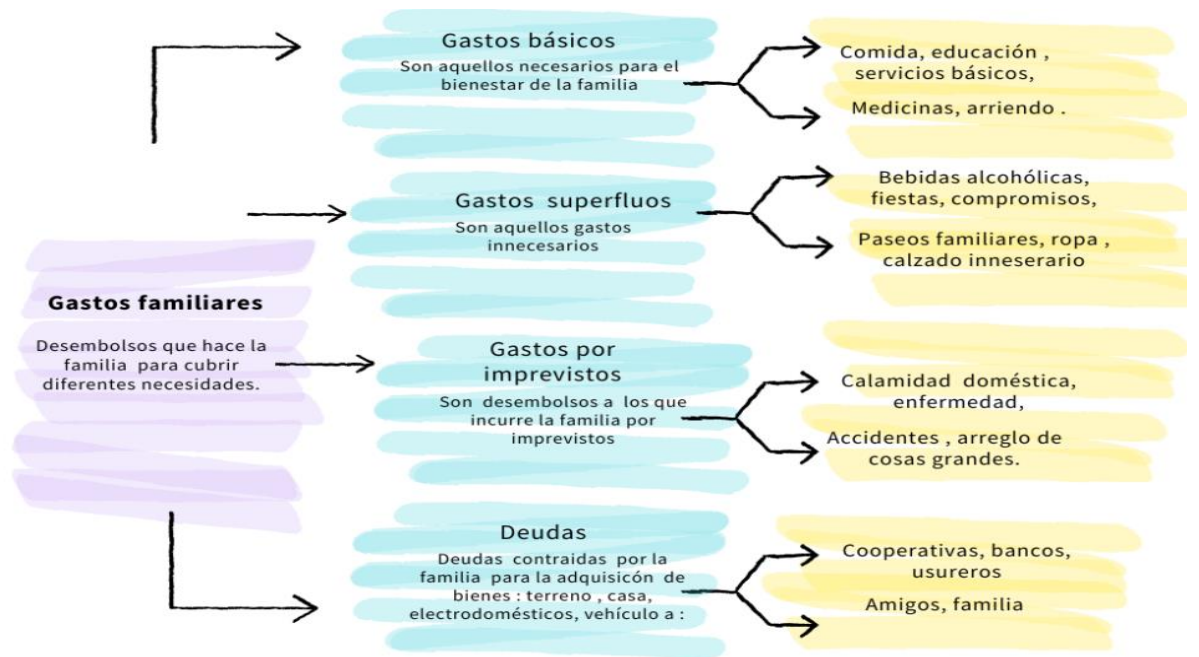 Gastos familiares
Desembolsos que hace la
familia para cubrir
diferentes necesidades.
Gastos básicos
Son aquellos necesarios para el
bienestar de la familia
Comida, educación ,
servicios básicos,
Medicinas, arriendo .
Gastos superfluos
Son aquellos gastos
innecesarios
Bebidas alcohólicas,
fiestas, compromisos,
Paseos familiares, ropa ,
calzado inneserario
Gastos por
imprevistos
Son desembolsos a los que
incurre la familia por
imprevistos
Calamidad doméstica,
enfermedad,
Accidentes , arreglo de
cosas grandes.
Deudas
Deudas contraidas por la
familia para la adquisicón de
bienes : terreno , casa,
electrodomésticos, vehículo a :
Cooperativas, bancos,
usureros
Amigos, familia